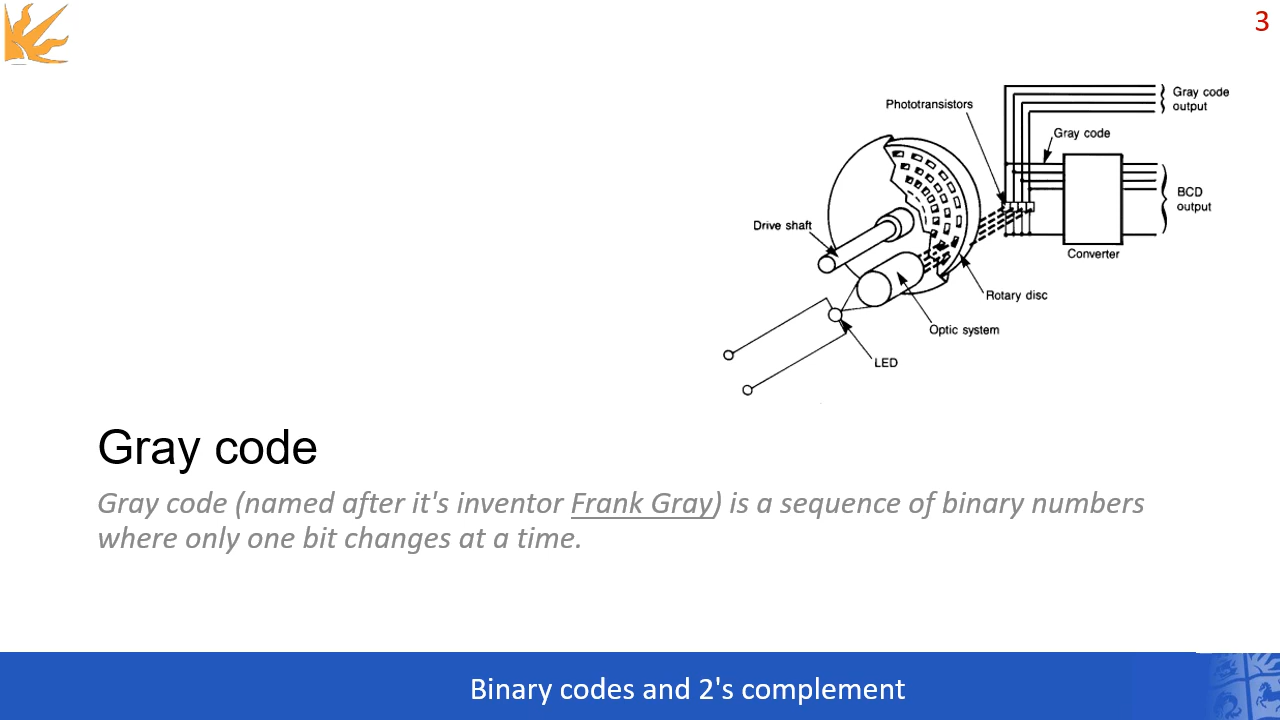 3
Phototransistors
Gray code
output
Gray code
BCD
output
Drive shaft
Converter
Rotary disc
Optic system
LED
Gray code
Gray code (named after it's inventor Frank Gray) is a sequence of binary numbers
where only one bit changes at a time.
Binary codes and 2's complement